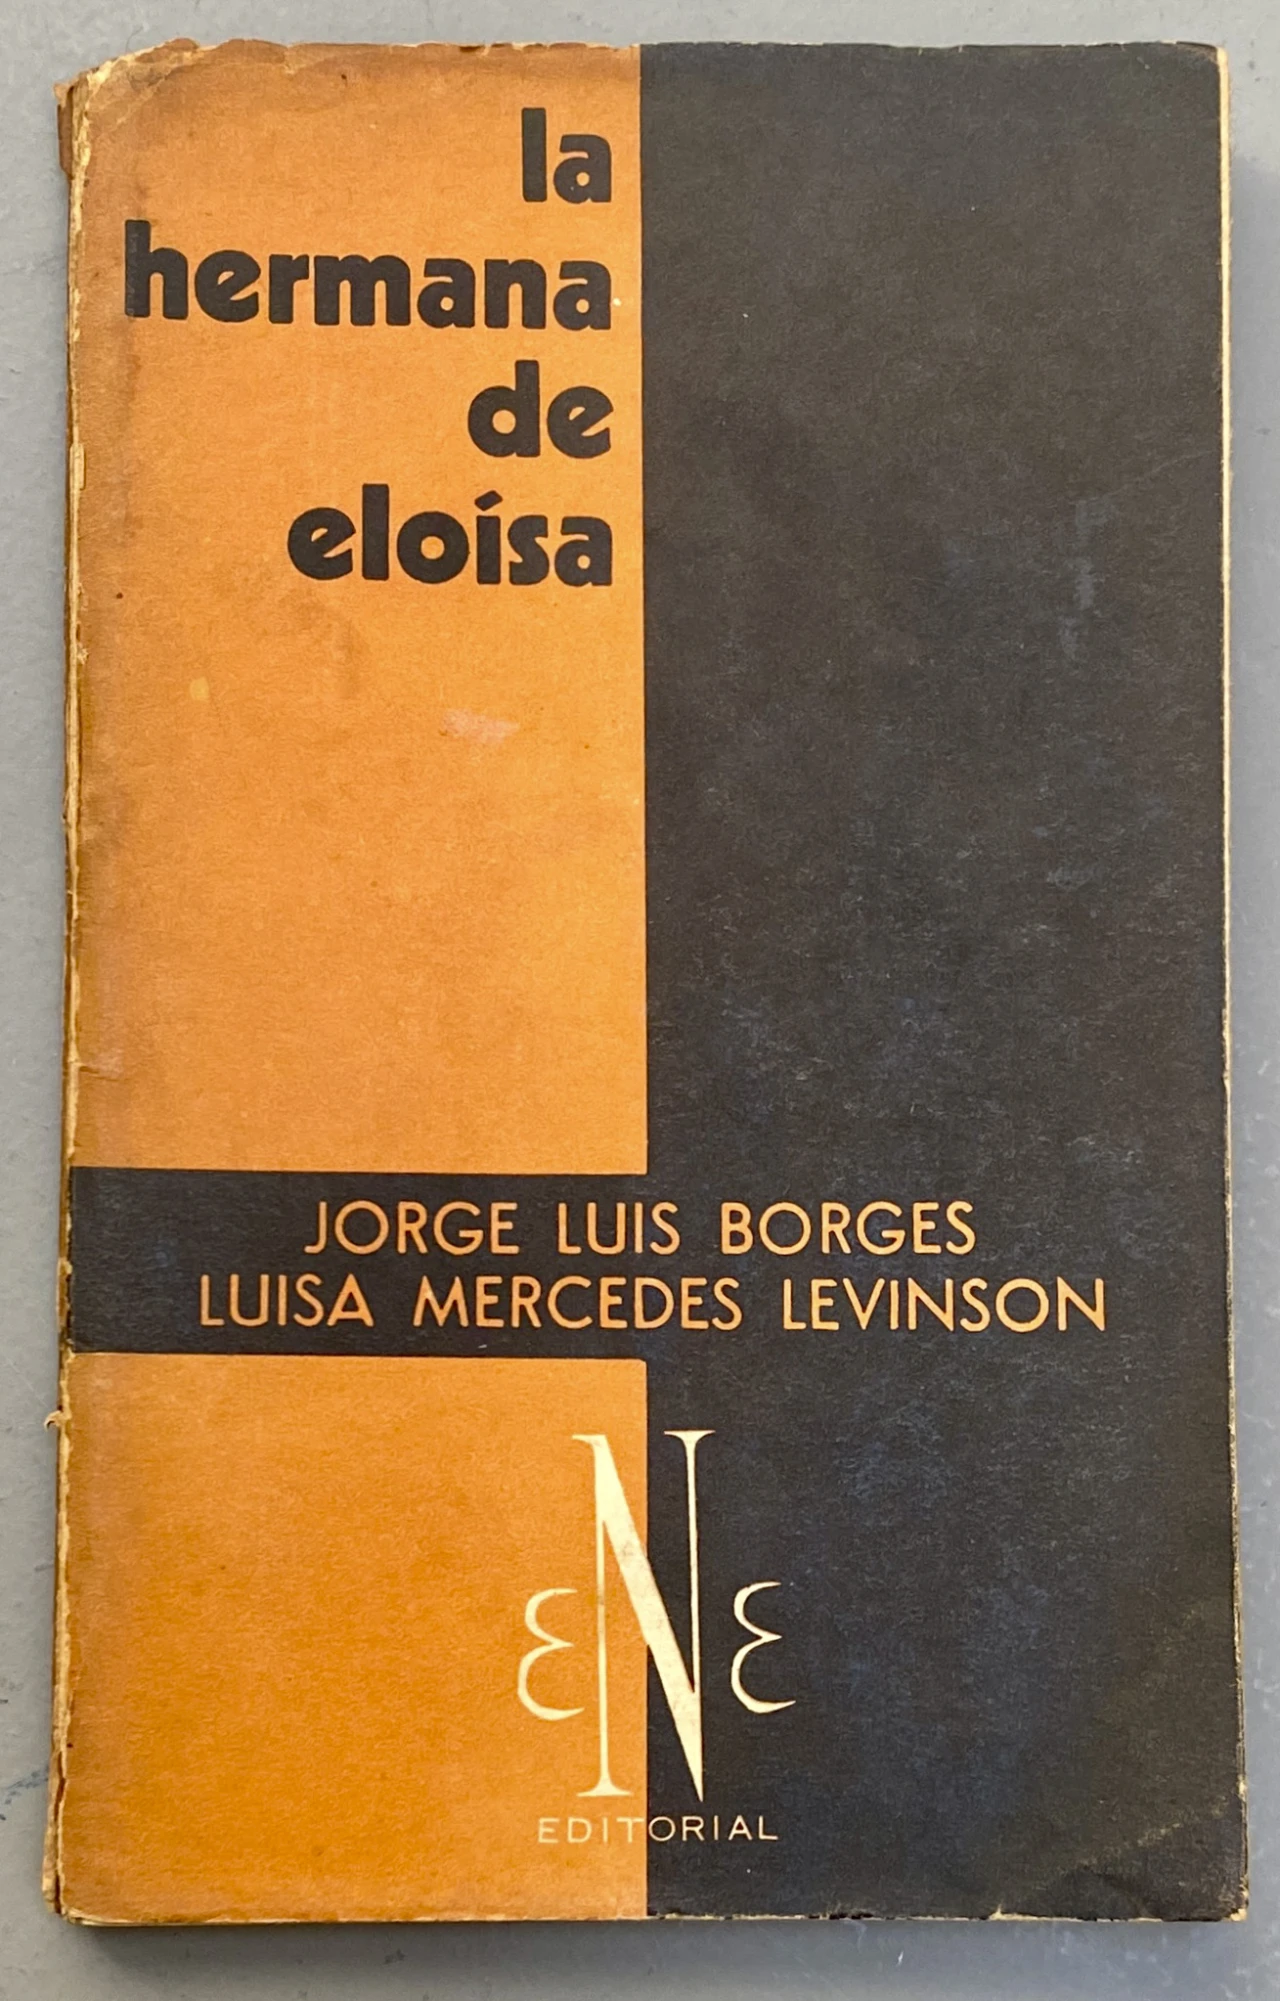 la
hermana
de
eloísa
JORGE LUIS BORGES
LUISA MERCEDES LEVINSON
ENE
EDITORIAL